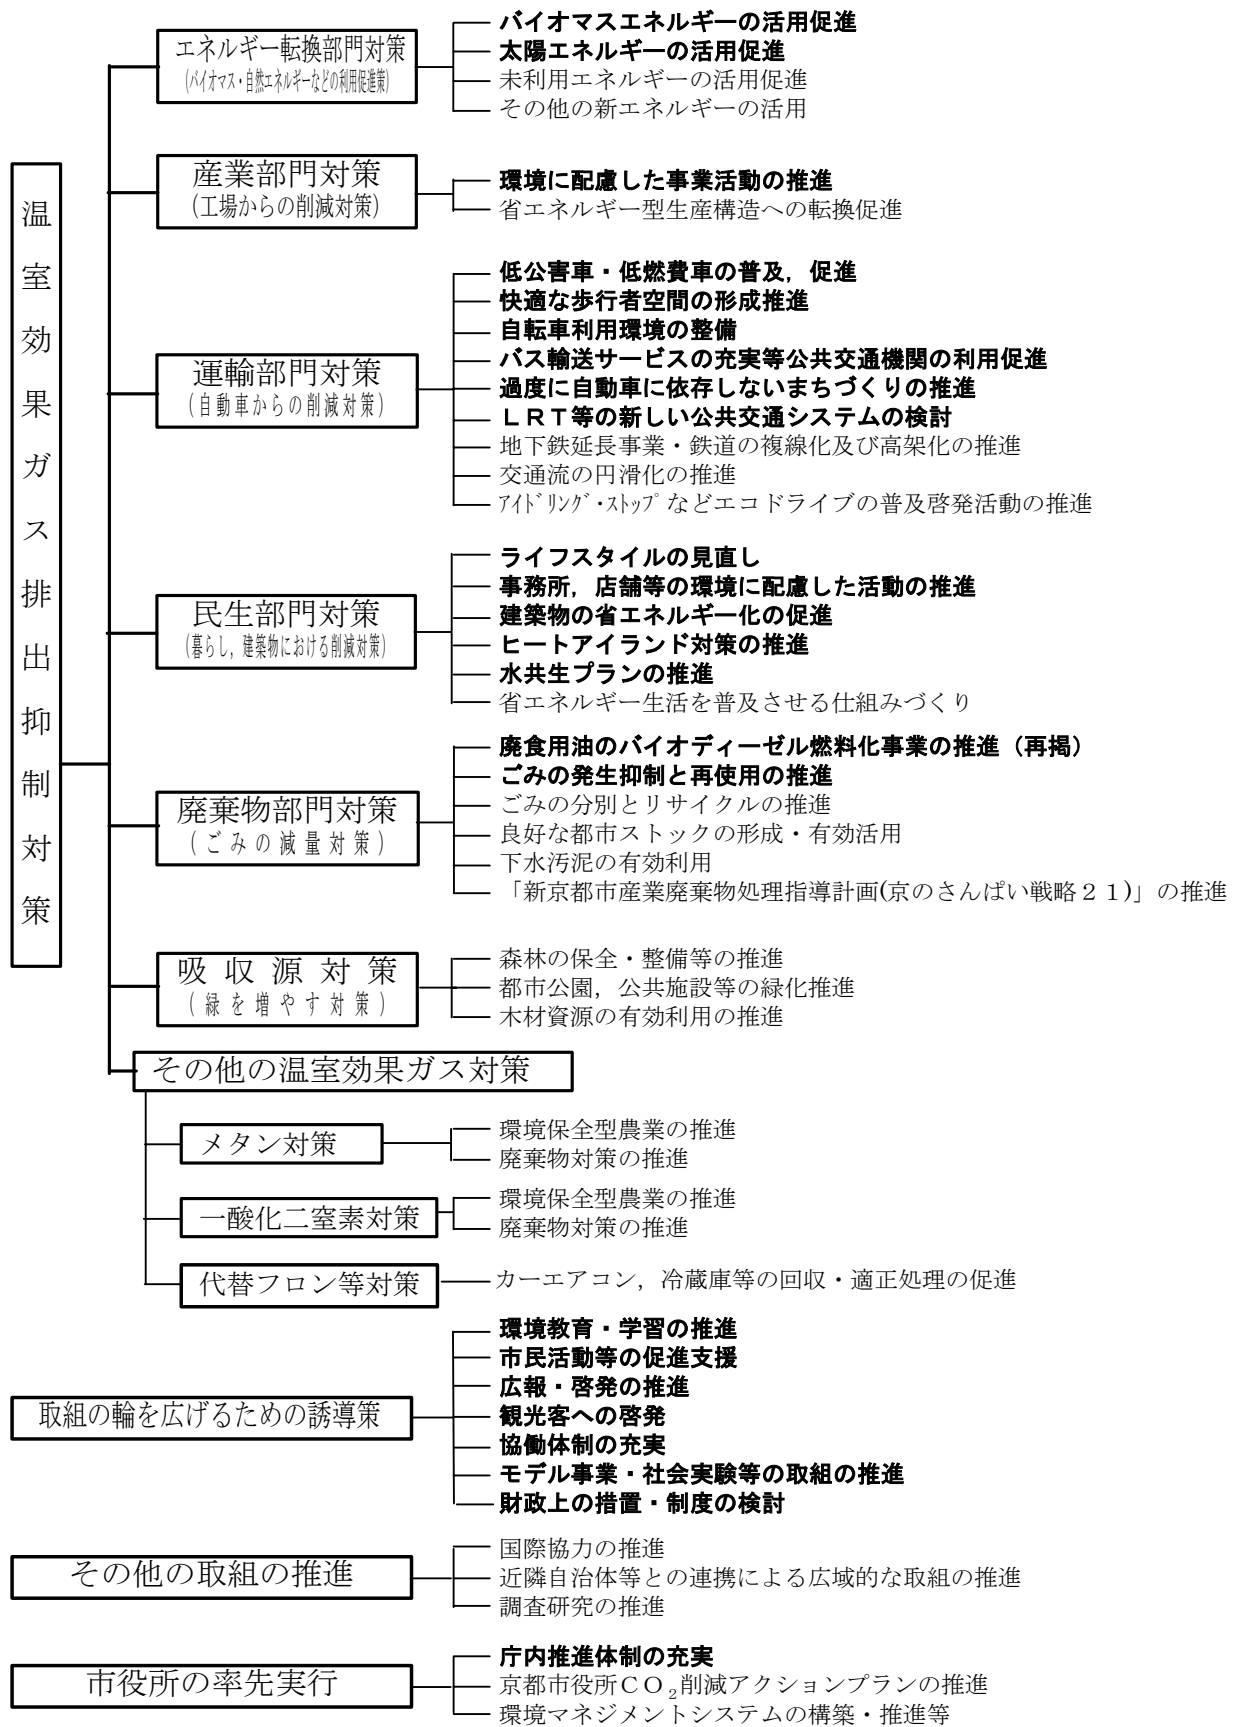 温室効果ガス排出抑制対策
エネルギー転換部門対策
(バイオマス・自然エネルギーなどの利用促進策)
バイオマスエネルギーの活用促進
太陽エネルギーの活用促進
未利用エネルギーの活用促進
その他の新エネルギーの活用
産業部門対策
(工場からの削減対策)
環境に配慮した事業活動の推進
省エネルギー型生産構造への転換促進
運輸部門対策
(自動車からの削減対策)
低公害車・低燃費車の普及，促進
快適な歩行者空間の形成推進
自転車利用環境の整備
バス輸送サービスの充実等公共交通機関の利用促進
過度に自動車に依存しないまちづくりの推進
ＬＲＴ等の新しい公共交通システムの検討
地下鉄延長事業・鉄道の複線化及び高架化の推進
交通流の円滑化の推進
ｱｲﾄﾞﾘﾝｸﾞ・ｽﾄｯﾌﾟなどエコドライブの普及啓発活動の推進
民生部門対策
(暮らし，建築物における削減対策)
ライフスタイルの見直し
事務所，店舗等の環境に配慮した活動の推進
建築物の省エネルギー化の促進
ヒートアイランド対策の推進
水共生プランの推進
省エネルギー生活を普及させる仕組みづくり
廃棄物部門対策
(ごみの減量対策)
廃食用油のバイオディーゼル燃料化事業の推進（再掲）
ごみの発生抑制と再使用の推進
ごみの分別とリサイクルの推進
良好な都市ストックの形成・有効活用
下水汚泥の有効利用
「新京都市産業廃棄物処理指導計画(京のさんぱい戦略２１)」の推進
吸収源対策
(緑を増やす対策)
森林の保全・整備等の推進
都市公園，公共施設等の緑化推進
木材資源の有効利用の推進
その他の温室効果ガス対策
メタン対策
環境保全型農業の推進
廃棄物対策の推進
一酸化二窒素対策
環境保全型農業の推進
廃棄物対策の推進
代替フロン等対策
カーエアコン，冷蔵庫等の回収・適正処理の促進
取組の輪を広げるための誘導策
環境教育・学習の推進
市民活動等の促進支援
広報・啓発の推進
観光客への啓発
協働体制の充実
モデル事業・社会実験等の取組の推進
財政上の措置・制度の検討
その他の取組の推進
国際協力の推進
近隣自治体等との連携による広域的な取組の推進
調査研究の推進
市役所の率先実行
庁内推進体制の充実
京都市役所ＣＯ₂削減アクションプランの推進
環境マネジメントシステムの構築・推進等